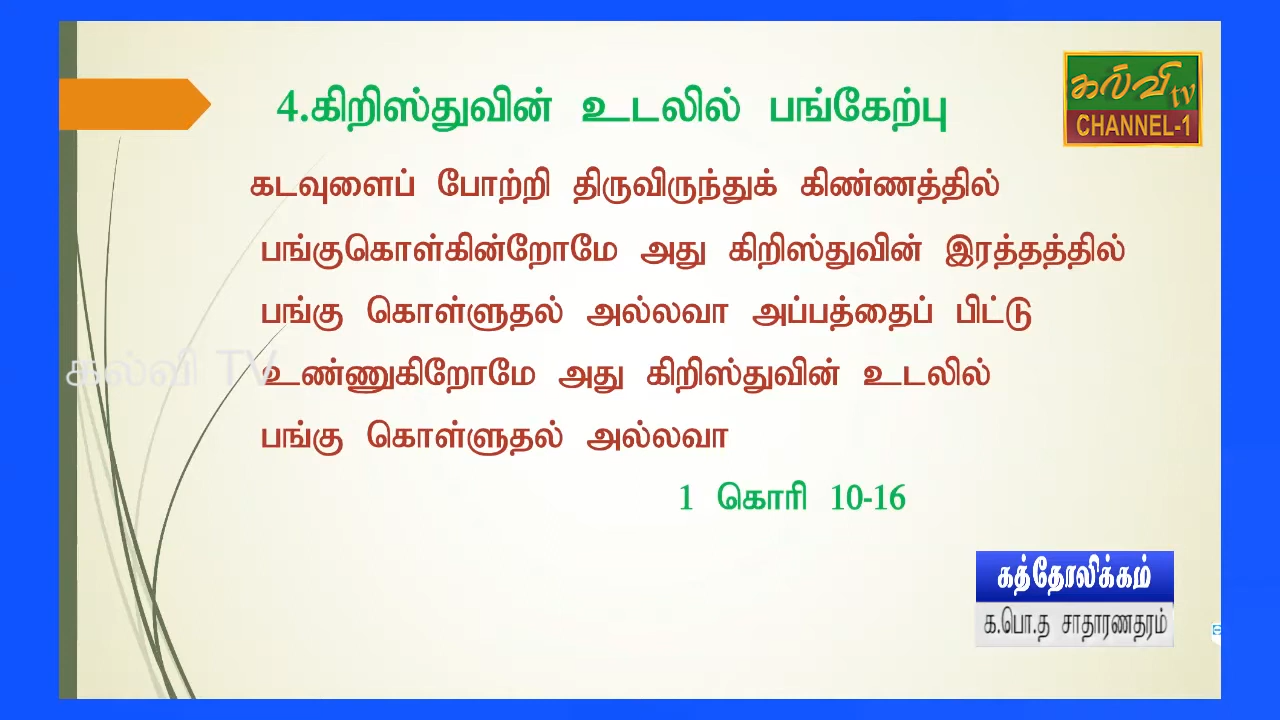 4.கிறிஸ்துவின் உடலில் பங்கேற்பு
கல்வி tv
CHANNEL-1
கடவுளைப் போற்றி திருவிருந்துக் கிண்ணத்தில்
பங்குகொள்கின்றோமே அது கிறிஸ்துவின் இரத்தத்தில்
பங்கு கொள்ளுதல் அல்லவா அப்பத்தைப் பிட்டு
கல்வி TV
உண்ணுகிறோமே அது கிறிஸ்துவின் உடலில்
பங்கு கொள்ளுதல் அல்லவா
1 கொரி 10-16
கத்தோலிக்கம்
க.பொ.த சாதாரணதரம்